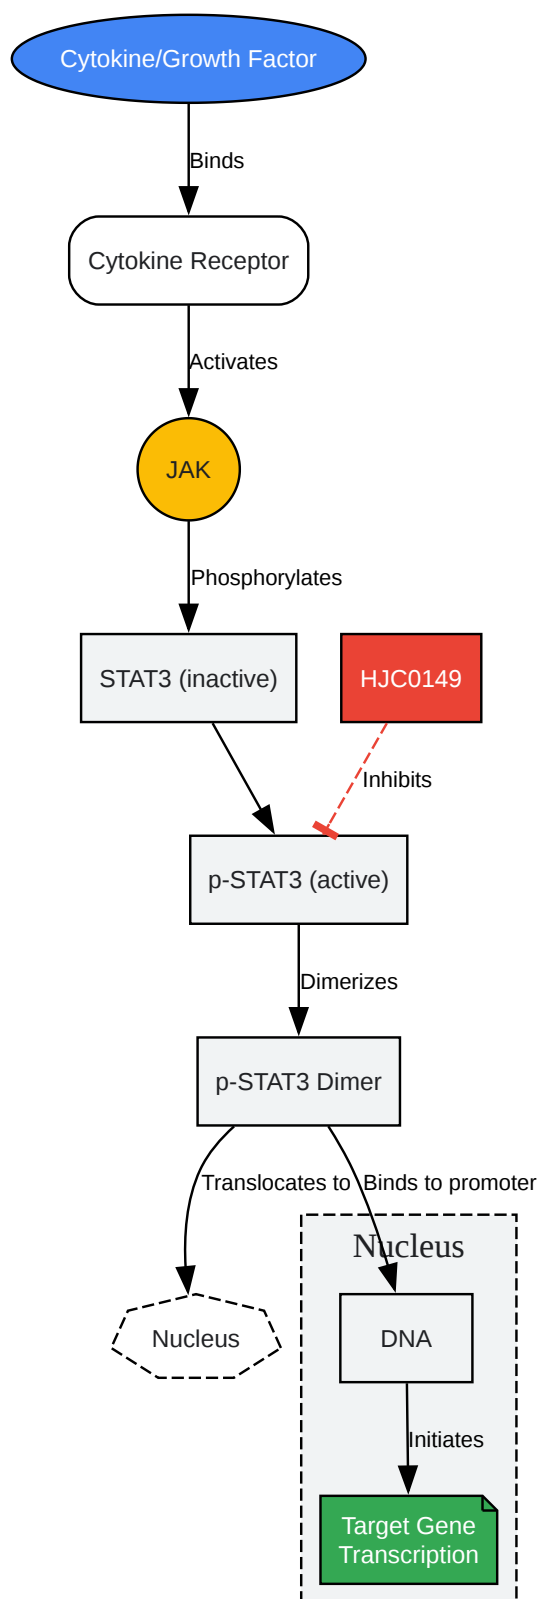 Cytokine/Growth Factor
Binds
Cytokine Receptor
Activates
JAK
Phosphorylates
STAT3 (inactive)
HJC0149
Inhibits
p-STAT3 (active)
Dimerizes
p-STAT3 Dimer
Translocates to
Binds to promoter
Nucleus
Nucleus
DNA
Initiates
Target Gene
Transcription